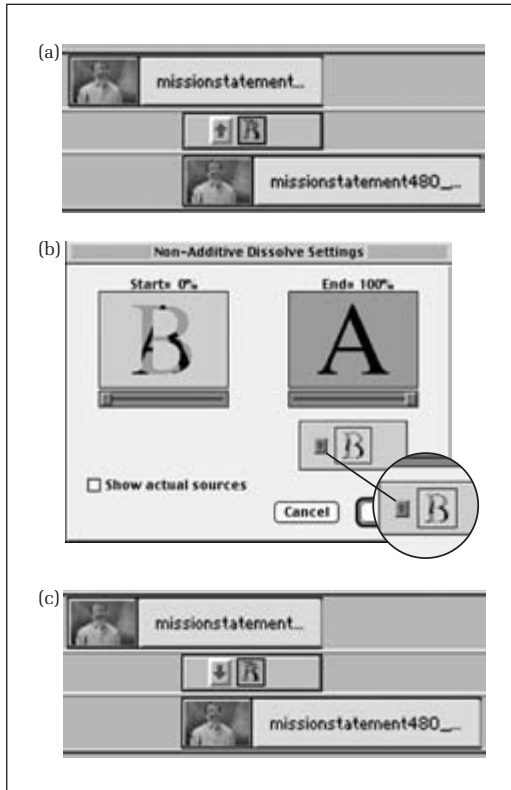 (a)
missionstatement...
B
missionstatement480_...
(b)
Non-Additive Dissolve Settings
Start= 0%
End= 100%
B
A
B
Show actual sources
B
Cancel
(c)
missionstatement...
B
missionstatement480_...